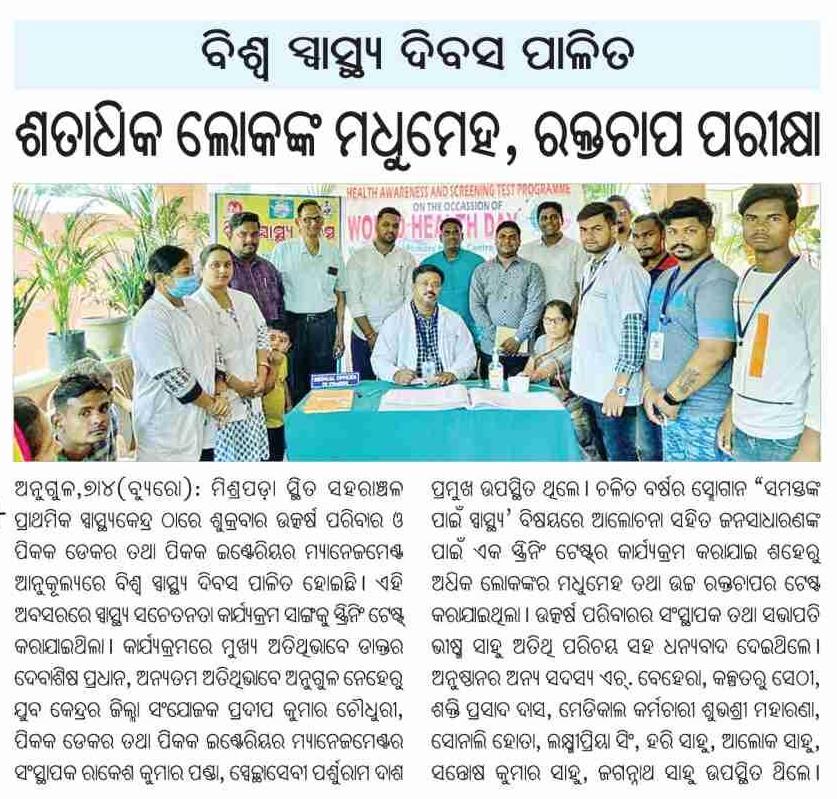 ବିଶ୍ୱ ସ୍ୱାସ୍ଥ୍ୟ ଦିବସ ପାଳିତ
ଶତାଧିକ ଲୋକଙ୍କ ମଧୁମେହ, ରକ୍ତଚାପ ପରୀକ୍ଷା
HEALTH AWARENESS AND SCREENING TEST PROGRAMME
ON THE OCCASSION OF
WORLD HEALTH DAY
MEDICAL OFFICER
ଅନୁଗୁଳ,୭।୪(ବ୍ୟୁରୋ): ମିଶ୍ରପଡ଼ା ସ୍ଥିତ ସହରାଞ୍ଚଳ
ପ୍ରାଥମିକ ସ୍ୱାସ୍ଥ୍ୟକେନ୍ଦ୍ର ଠାରେ ଶୁକ୍ରବାର ଉତ୍କର୍ଷ ପରିବାର ଓ
ପିକକ ଡେକର ତଥା ପିକକ ଇଣ୍ଟେରିୟର ମ୍ୟାନେଜମେଣ୍ଟ
ଆନୁକୂଲ୍ୟରେ ବିଶ୍ୱ ସ୍ୱାସ୍ଥ୍ୟ ଦିବସ ପାଳିତ ହୋଇଛି। ଏହି
ଅବସରରେ ସ୍ୱାସ୍ଥ୍ୟ ସଚେତନତା କାର୍ଯ୍ୟକ୍ରମ ସାଙ୍ଗକୁ ସ୍କ୍ରିନିଂ ଟେଷ୍ଟ
କରାଯାଇଥିଲା। କାର୍ଯ୍ୟକ୍ରମରେ ମୁଖ୍ୟ ଅତିଥିଭାବେ ଡାକ୍ତର
ଦେବାଶିଷ ପ୍ରଧାନ, ଅନ୍ୟତମ ଅତିଥିଭାବେ ଅନୁଗୁଳ ନେହେରୁ
ଯୁବ କେନ୍ଦ୍ରର ଜିଲ୍ଲା ସଂଯୋଜକ ପ୍ରଦୀପ କୁମାର ଚୌଧୁରୀ,
ପିକକ ଡେକର ତଥା ପିକକ ଇଣ୍ଟେରିୟର ମ୍ୟାନେଜମେଣ୍ଟର
ସଂସ୍ଥାପକ ରାକେଶ କୁମାର ପଣ୍ଡା, ସ୍ୱେଚ୍ଛାସେବୀ ପର୍ଶୁରାମ ଦାଶ
ପ୍ରମୁଖ ଉପସ୍ଥିତ ଥିଲେ। ଚଳିତ ବର୍ଷର ସ୍ଲୋଗାନ “ସମସ୍ତଙ୍କ
ପାଇଁ ସ୍ୱାସ୍ଥ୍ୟ’ ବିଷୟରେ ଆଲୋଚନା ସହିତ ଜନସାଧାରଣଙ୍କ
ପାଇଁ ଏକ ସ୍କ୍ରିନିଂ ଟେଷ୍ଟ୍‌ର କାର୍ଯ୍ୟକ୍ରମ କରାଯାଇ ଶହେରୁ
ଅଧିକ ଲୋକଙ୍କର ମଧୁମେହ ତଥା ଉଚ୍ଚ ରକ୍ତଚାପର ଟେଷ୍ଟ
କରାଯାଇଥିଲା। ଉତ୍କର୍ଷ ପରିବାରର ସଂସ୍ଥାପକ ତଥା ସଭାପତି
ଭୀଷ୍ମ ସାହୁ ଅତିଥି ପରିଚୟ ସହ ଧନ୍ୟବାଦ ଦେଇଥିଲେ।
ଅନୁଷ୍ଠାନର ଅନ୍ୟ ସଦସ୍ୟ ଏଚ୍. ବେହେରା, କଳ୍ପତରୁ ସେଠୀ,
ଶକ୍ତି ପ୍ରସାଦ ଦାସ, ମେଡିକାଲ କର୍ମଚାରୀ ଶୁଭଶ୍ରୀ ମହାରଣା,
ସୋନାଲି ହୋତା, ଲକ୍ଷ୍ମୀପ୍ରିୟା ସିଂ, ହରି ସାହୁ, ଆଲୋକ ସାହୁ,
ସନ୍ତୋଷ କୁମାର ସାହୁ, ଜଗନ୍ନାଥ ସାହୁ ଉପସ୍ଥିତ ଥିଲେ।